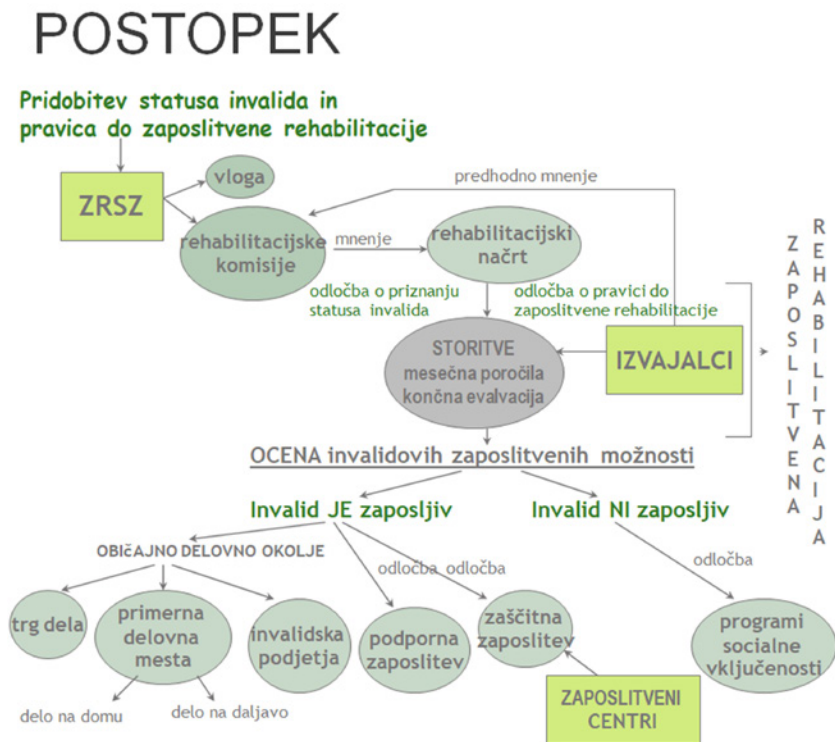 POSTOPEK
Pridobitev statusa invalida in
pravica do zaposlitvene rehabilitacije
ZRSZ
vloga
predhodno mnenje
rehabilitacijske
komisije
mnenje
rehabilitacijski
načrt
odločba o priznanju
statusa invalida
odločba o pravici do
zaposlitvene rehabilitacije
STORITVE
mesečna poročila
končna evalvacija
IZVAJALCI
ZAPOSLITVENA
REHABILITACIJA
OCENA invalidovih zaposlitvenih možnosti
Invalid JE zaposljiv
Invalid NI zaposljiv
OBIČAJNO DELOVNO OKOLJE
odločba odločba
odločba
trg dela
primerna
delovna
mesta
invalidska
podjetja
podporna
zaposlitev
zaščitna
zaposlitev
programi
socialne
vključenosti
delo na domu
delo na daljavo
ZAPOSLITVENI
CENTRI